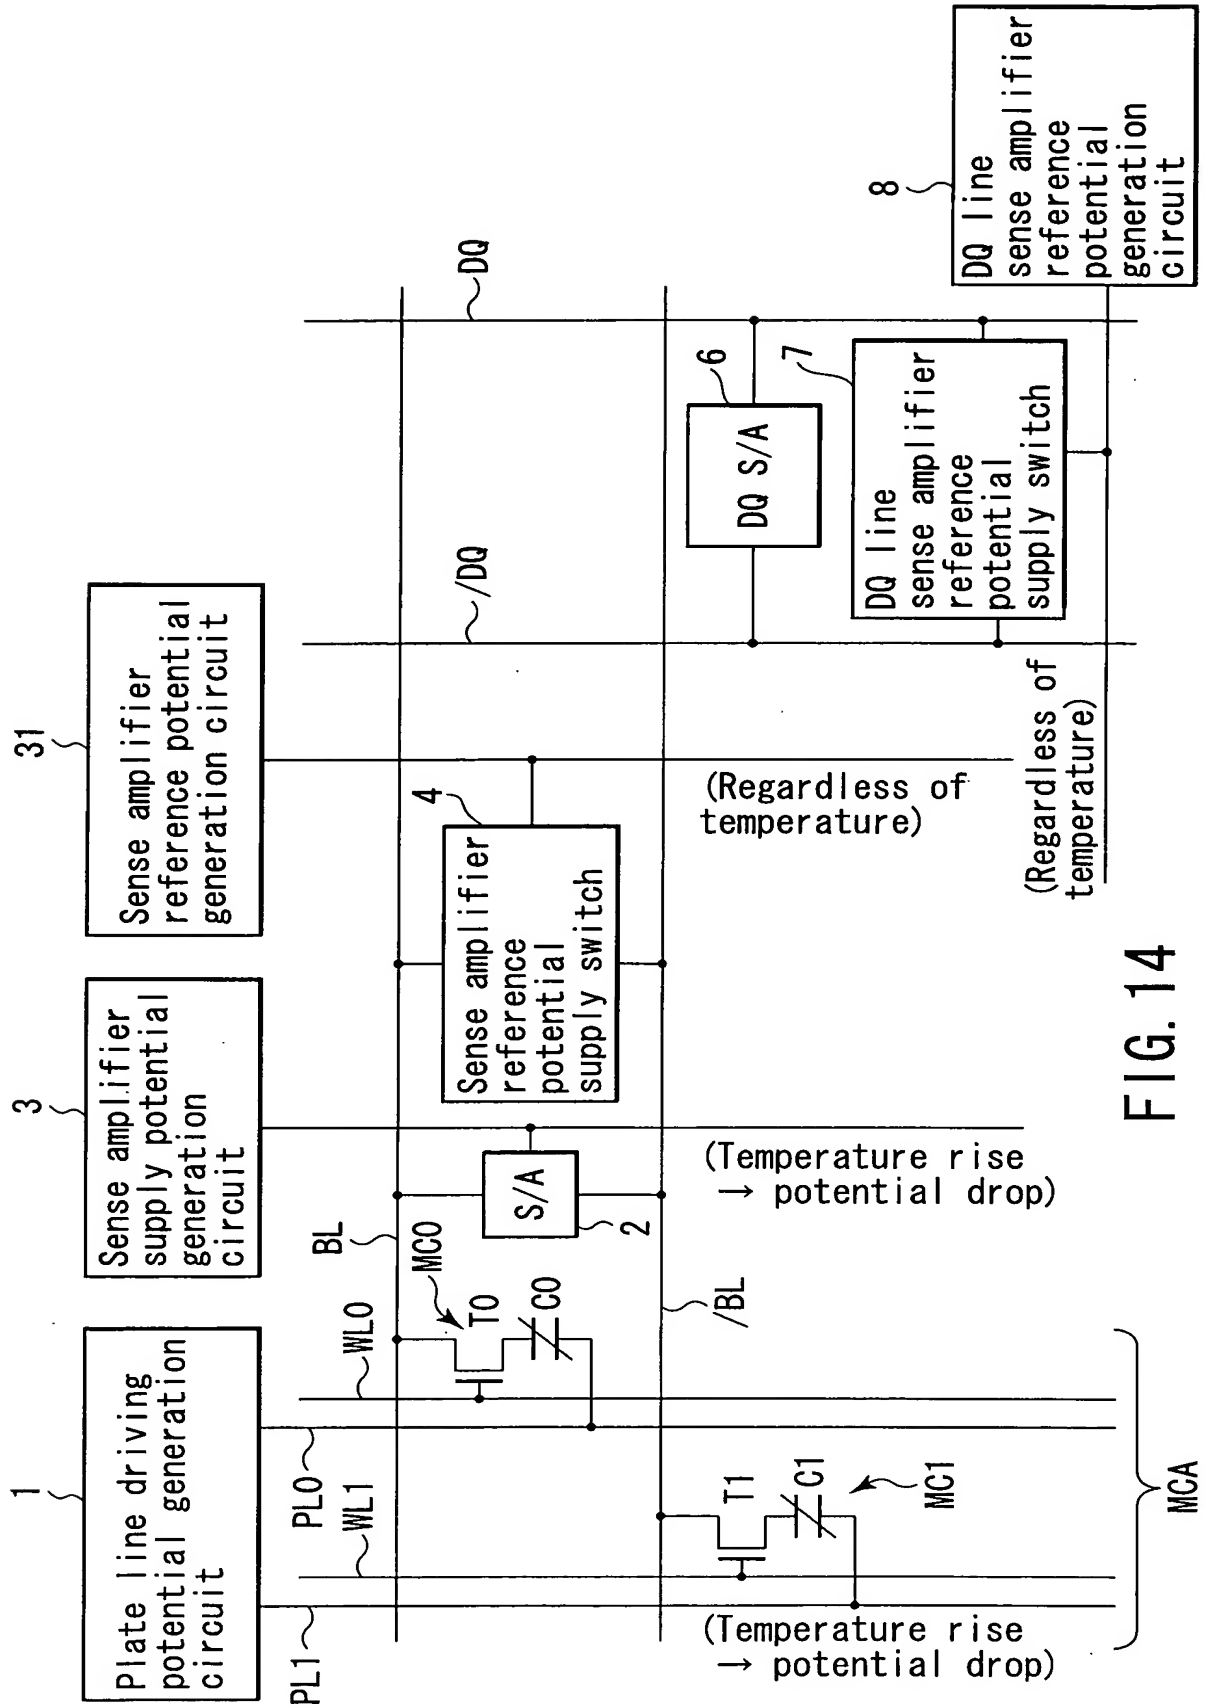 1
Plate line driving
potential generation
circuit
3
Sense amplifier
supply potential
generation
circuit
31
Sense amplifier
reference potential
generation circuit
PL1
WL1
PL0
WL0
BL
MC0
T0
C0
S/A
2
Sense amplifier
reference
potential
supply switch
4
/DQ
DQ
/BL
T1
C1
MC1
DQ S/A
6
DQ line
sense amplifier
reference
potential
supply switch
7
8
DQ line
sense amplifier
reference
potential
generation
circuit
(Temperature rise
→ potential drop)
(Temperature rise
→ potential drop)
(Regardless of
temperature)
(Regardless of
temperature)
MCA
FIG. 14